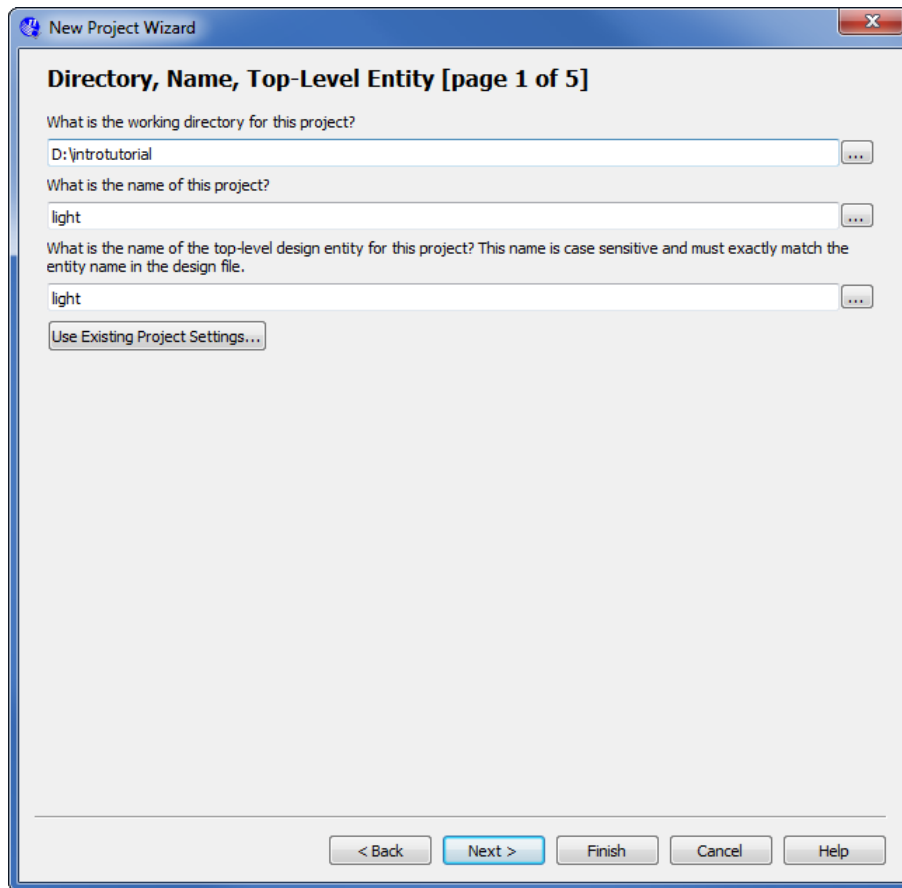 New Project Wizard
Directory, Name, Top-Level Entity [page 1 of 5]
What is the working directory for this project?
D:\introtutorial
...
What is the name of this project?
light
...
What is the name of the top-level design entity for this project? This name is case sensitive and must exactly match the
entity name in the design file.
light
...
Use Existing Project Settings...
< Back Next > Finish Cancel Help